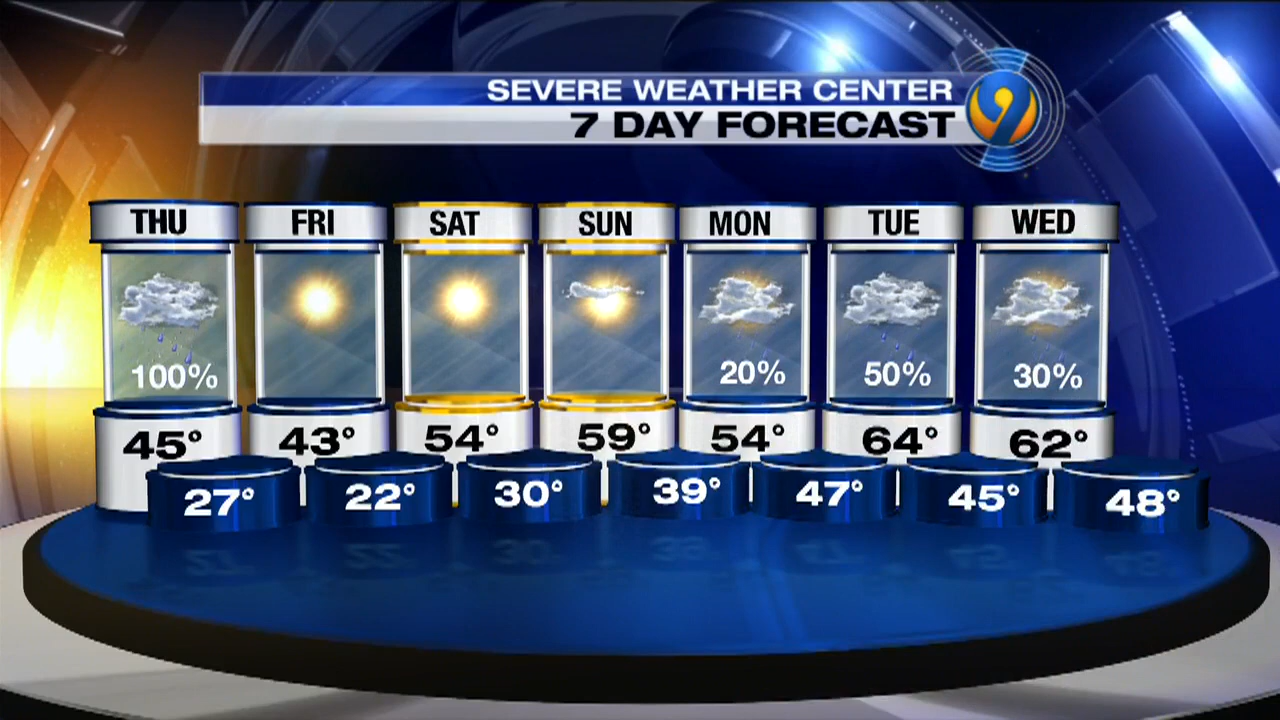 SEVERE WEATHER CENTER
9
7 DAY FORECAST
THU FRI SAT SUN MON TUE WED
100% 20% 50% 30%
45° 43° 54° 59° 54° 64° 62°
27° 22° 30° 39° 47° 45° 48°